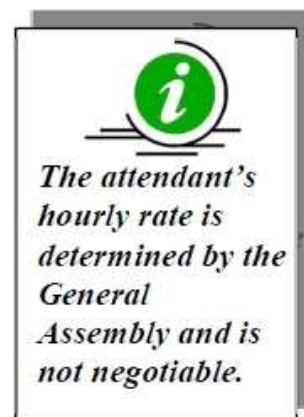 i
The attendant's
hourly rate is
determined by the
General
Assembly and is
not negotiable.